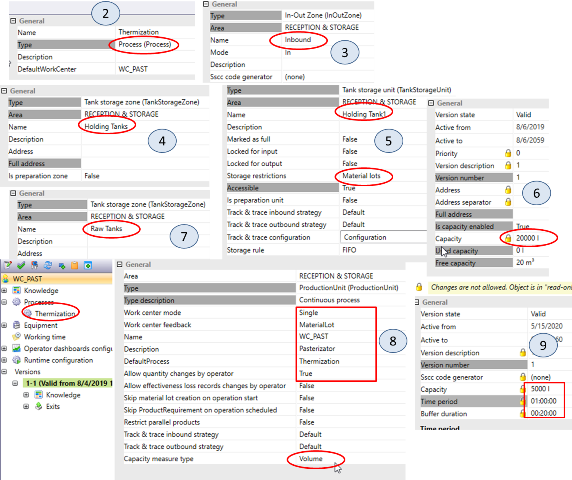 General
Name Thermization
Type Process (Process)
Description
DefaultWorkCenter WC_PAST
2
General
Type In-Out Zone (InOutZone)
Area RECEPTION & STORAGE
Name Inbound
Mode In
Description
Sscc code generator (none)
3
General
Type Tank storage zone (TankStorageZone)
Area RECEPTION & STORAGE
Name Holding Tanks
Description
Address
Full address
Is preparation zone False
4
General
Type Tank storage unit (TankStorageUnit)
Area RECEPTION & STORAGE
Name Holding Tank1
Description
Marked as full False
Locked for input False
Locked for output False
Storage restrictions Material lots
Accessible True
Is preparation unit False
Track & trace inbound strategy Default
Track & trace outbound strategy Default
Track & trace configuration Configuration
Storage rule FIFO
5
General
Version state Valid
Active from 8/6/2019
Active to 8/6/2059
Priority 0
Version description 1
Version number 1
Address
Address separator
Full address
Is capacity enabled True
Capacity 20000 l
Used capacity 0 l
Free capacity 20 m³
6
General
Type Tank storage zone (TankStorageZone)
Area RECEPTION & STORAGE
Name Raw Tanks
Description
Address
7
WC_PAST
Knowledge
Processes
Thermization
Equipment
Working time
Operator dashboards configu
Runtime configuration
Versions
1-1 (Valid from 8/4/2019 1
Knowledge
Exits
General
Area RECEPTION & STORAGE
Type ProductionUnit (ProductionUnit)
Type description Continuous process
Work center mode Single
Work center feedback MaterialLot
Name WC_PAST
Description Pasterizator
DefaultProcess Thermization
Allow quantity changes by operator True
Allow effectiveness loss records changes by operator False
Skip material lot creation on operation start False
Skip ProductRequirement on operation scheduled False
Restrict parallel products False
Track & trace inbound strategy Default
Track & trace outbound strategy Default
Capacity measure type Volume
8
Changes are not allowed. Object is in "read-on
General
Version state Valid
Active from 5/15/2020
Active to 60
Version description
Version number 1
Sscc code generator (none)
Capacity 5000 l
Time period 01:00:00
Buffer duration 00:20:00
Time period
9